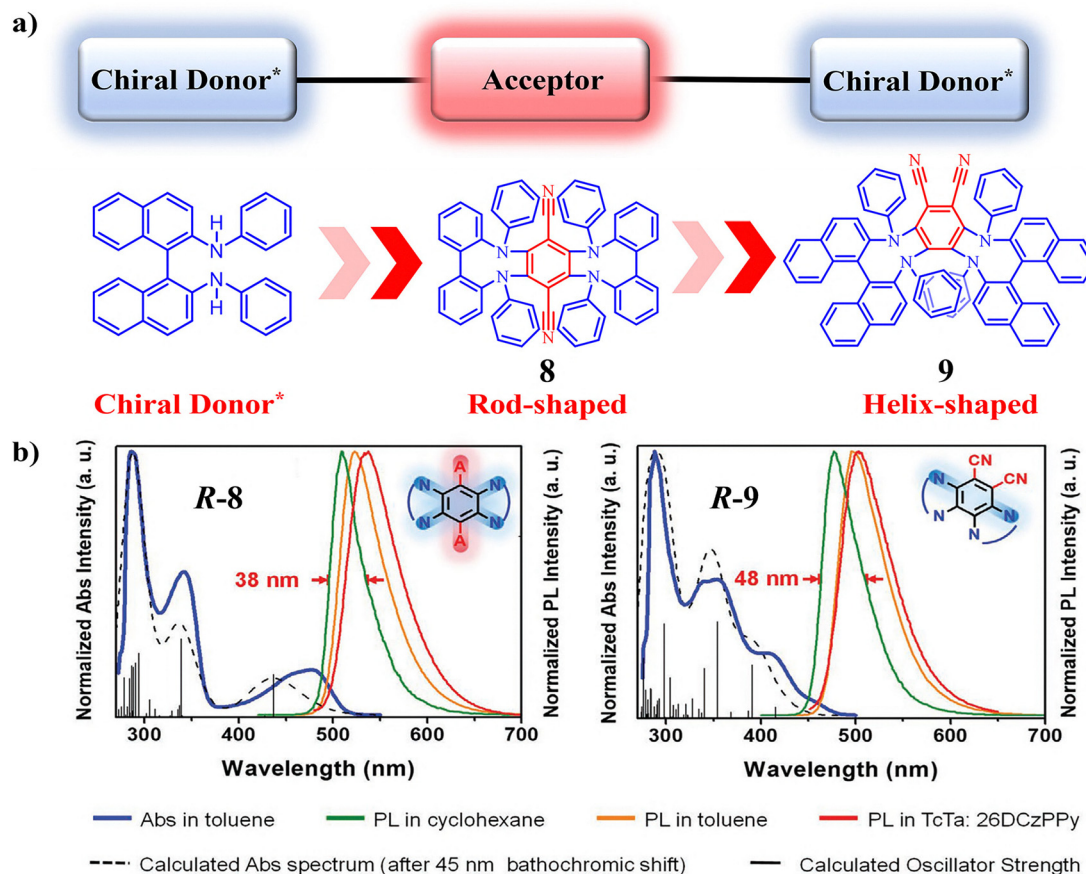 a)
Chiral Donor*
Acceptor
Chiral Donor*
H
N
N
H
N
N
N
N
N
N
N
N
N
N
N
N
8
9
Chiral Donor*
Rod-shaped
Helix-shaped
b)
Normalized Abs Intensity (a. u.)
R-8
38 nm
A
N
N
N
N
A
Normalized PL Intensity (a. u.)
300
400
500
600
700
Wavelength (nm)
Normalized Abs Intensity (a. u.)
R-9
48 nm
CN
CN
N
N
N
N
Normalized PL Intensity (a. u.)
300
400
500
600
700
Wavelength (nm)
Abs in toluene
PL in cyclohexane
PL in toluene
PL in TcTa: 26DCzPPy
Calculated Abs spectrum (after 45 nm bathochromic shift)
Calculated Oscillator Strength